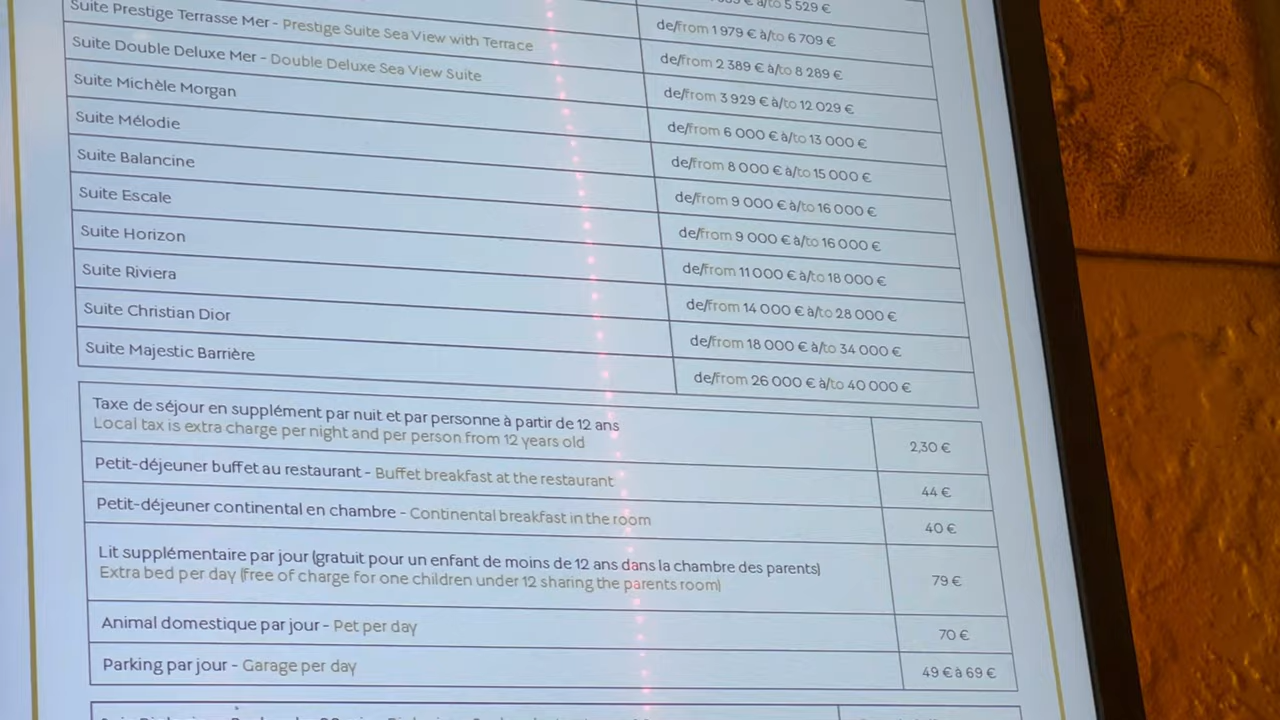 5 529 €
de/from 1 979 € à/to 6 709 €
Suite Prestige Terrasse Mer - Prestige Suite Sea View with Terrace de/from 2 389 € à/to 8 289 €
Suite Double Deluxe Mer - Double Deluxe Sea View Suite de/from 3 929 € à/to 12 029 €
Suite Michèle Morgan de/from 6 000 € à/to 13 000 €
Suite Mélodie de/from 8 000 € à/to 15 000 €
Suite Balancine de/from 9 000 € à/to 16 000 €
Suite Escale de/from 9 000 € à/to 16 000 €
Suite Horizon de/from 11 000 € à/to 18 000 €
Suite Riviera de/from 14 000 € à/to 28 000 €
Suite Christian Dior de/from 18 000 € à/to 34 000 €
Suite Majestic Barrière de/from 26 000 € à/to 40 000 €
Taxe de séjour en supplément par nuit et par personne à partir de 12 ans
Local tax is extra charge per night and per person from 12 years old 2,30 €
Petit-déjeuner buffet au restaurant - Buffet breakfast at the restaurant 44 €
Petit-déjeuner continental en chambre - Continental breakfast in the room 40 €
Lit supplémentaire par jour (gratuit pour un enfant de moins de 12 ans dans la chambre des parents)
Extra bed per day (free of charge for one children under 12 sharing the parents room) 79 €
Animal domestique par jour - Pet per day 70 €
Parking par jour - Garage per day 49 € à 69 €